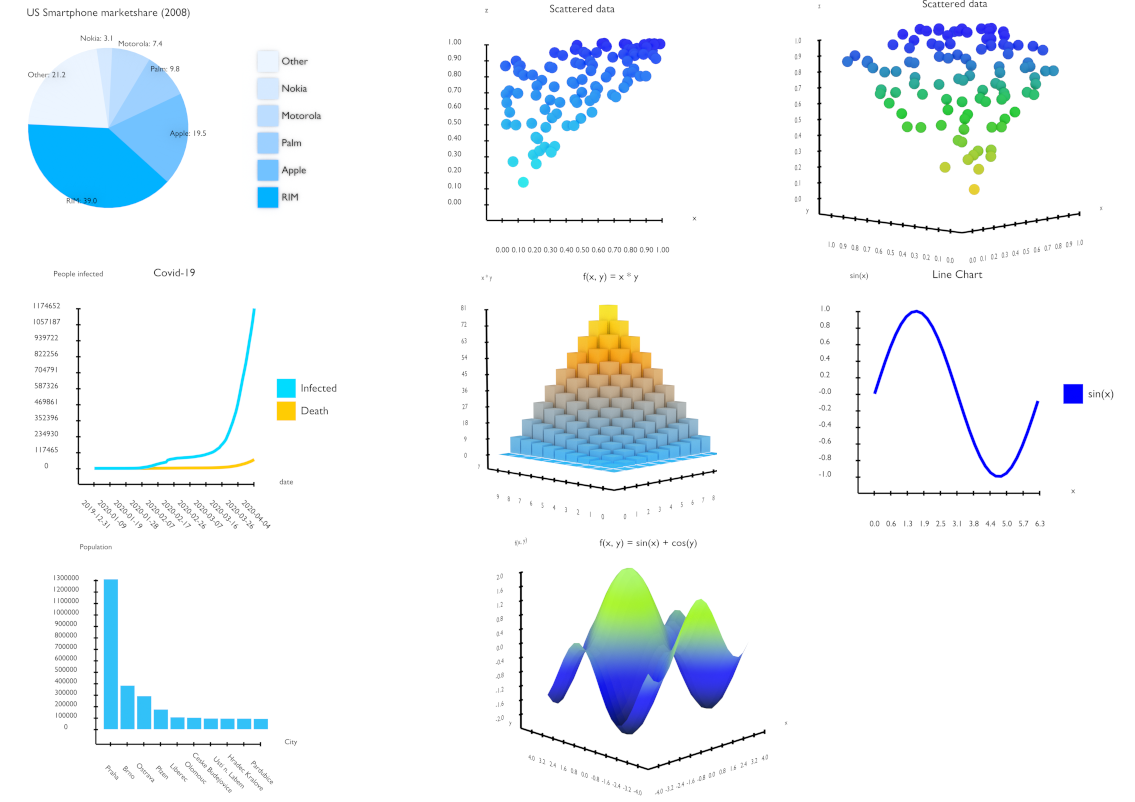 US Smartphone marketshare (2008)
Nokia: 3.1
Motorola: 7.4
Palm: 9.8
Other: 21.2
Apple: 19.5
RIM: 39.0
Other
Nokia
Motorola
Palm
Apple
RIM
Scattered data
z
1.00
0.90
0.80
0.70
0.60
0.50
0.40
0.30
0.20
0.10
0.00
x
0.00 0.10 0.20 0.30 0.40 0.50 0.60 0.70 0.80 0.90 1.00
Scattered data
z
1.0
0.9
0.8
0.7
0.6
0.5
0.4
0.3
0.2
0.1
0.0
y
x
1.0 0.9 0.8 0.7 0.6 0.5 0.4 0.3 0.2 0.1 0.0
0.0 0.1 0.2 0.3 0.4 0.5 0.6 0.7 0.8 0.9 1.0
People infected
Covid-19
1174652
1057187
939722
822256
704791
587326
469861
352396
234930
117465
0
Infected
Death
date
2019-12-31
2020-01-09
2020-01-19
2020-01-28
2020-02-07
2020-02-17
2020-02-26
2020-03-07
2020-03-16
2020-03-26
2020-04-04
x * y
f(x, y) = x * y
81
72
63
54
45
36
27
18
9
0
y
9 8 7 6 5 4 3 2 1 0
0 1 2 3 4 5 6 7 8
sin(x)
Line Chart
1.0
0.8
0.6
0.4
0.2
-0.0
-0.2
-0.4
-0.6
-0.8
-1.0
sin(x)
x
0.0 0.6 1.3 1.9 2.5 3.1 3.8 4.4 5.0 5.7 6.3
Population
1300000
1200000
1100000
1000000
900000
800000
700000
600000
500000
400000
300000
200000
100000
0
City
Praha
Brno
Ostrava
Plzen
Liberec
Olomouc
Ceske Budejovice
Usti n. Labem
Hradec Kralove
Pardubice
f(x, y)
f(x, y) = sin(x) + cos(y)
2.0
1.6
1.2
0.8
0.4
0.0
-0.4
-0.8
-1.2
-1.6
-2.0
y
x
4.0 3.2 2.4 1.6 0.8 0.0 -0.8 -1.6 -2.4 -3.2 -4.0
-4.0 -3.2 -2.4 -1.6 -0.8 -0.0 0.8 1.6 2.4 3.2 4.0